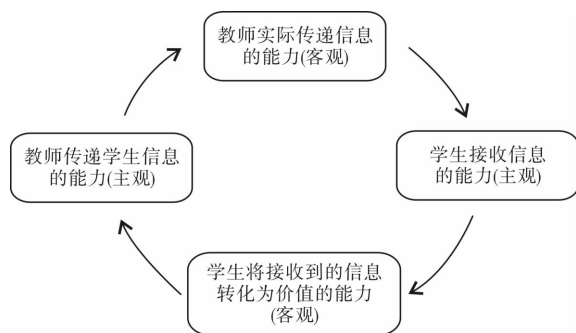 教师实际传递信息
的能力(客观)
教师传递学生信息
的能力(主观)
学生接收信息
的能力(主观)
学生将接收到的信息
转化为价值的能力
(客观)